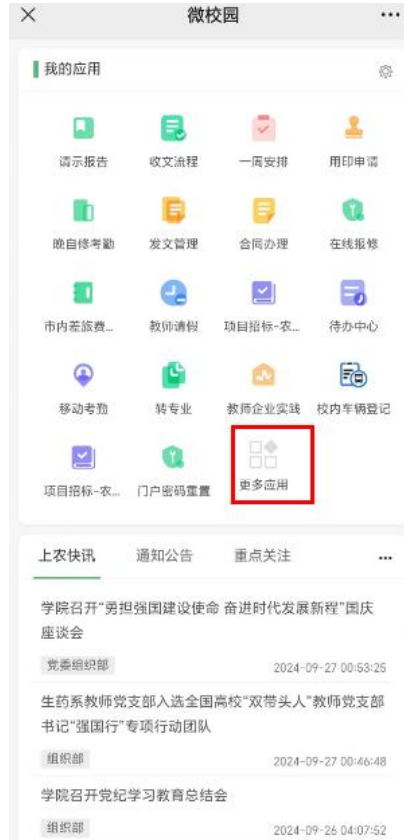 微校园
我的应用
请示报告 收文流程 一周安排 用印申请
晚自修考勤 发文管理 合同办理 在线报修
市内差旅费... 教师请假 项目招标-农... 待办中心
移动考勤 转专业 教师企业实践 校内车辆登记
项目招标-农... 门户密码重置 更多应用
上农快讯 通知公告 重点关注
学院召开“勇担强国建设使命 奋进时代发展新程”国庆
座谈会
党委组织部 2024-09-27 00:53:25
生药系教师党支部入选全国高校“双带头人”教师党支部
书记“强国行”专项行动团队
组织部 2024-09-27 00:46:48
学院召开党纪学习教育总结会
组织部 2024-09-26 04:07:52